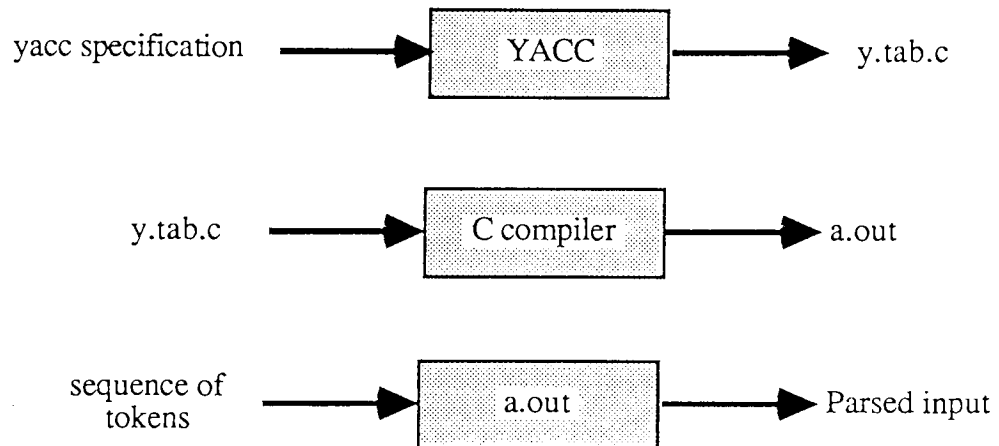 yacc specification
YACC
y.tab.c
y.tab.c
C compiler
a.out
sequence of
tokens
a.out
Parsed input